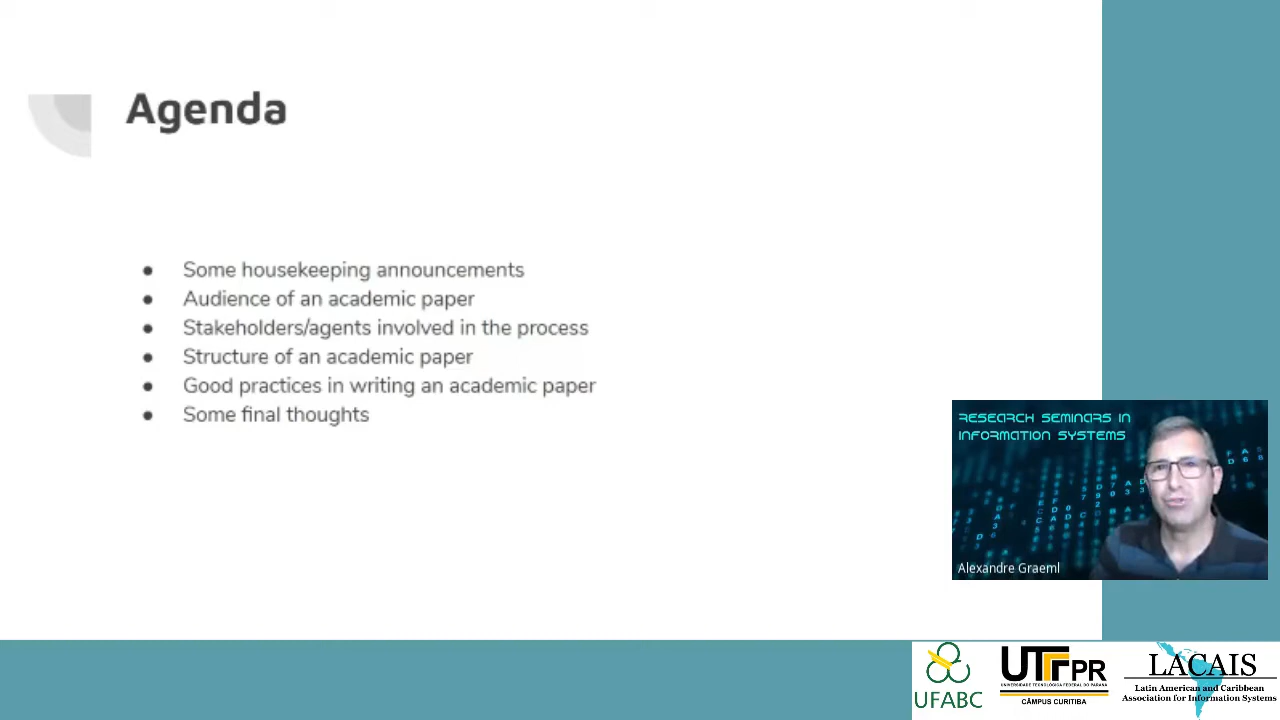 Agenda
● Some housekeeping announcements
● Audience of an academic paper
● Stakeholders/agents involved in the process
● Structure of an academic paper
● Good practices in writing an academic paper
● Some final thoughts
RESEARCH SEMINARS IN
INFORMATION SYSTEMS
Alexandre Graeml
UFABC
UTFPR
UNIVERSIDADE TECNOLÓGICA FEDERAL DO PARANÁ
CÂMPUS CURITIBA
LACAIS
Latin American and Caribbean
Association for Information Systems